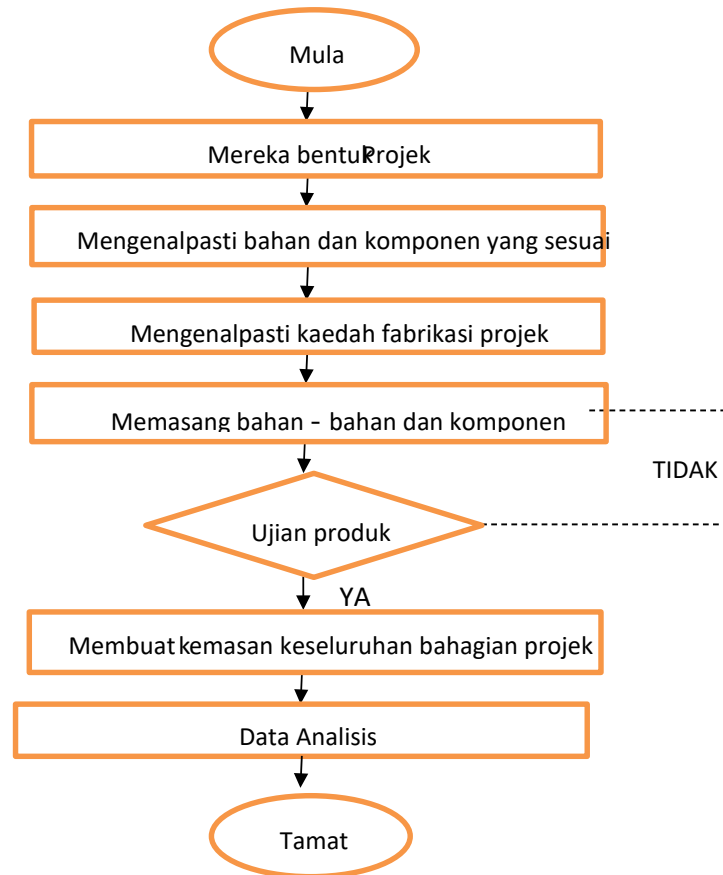 Mula
Mereka bentuk Projek
Mengenalpasti bahan dan komponen yang sesuai
Mengenalpasti kaedah fabrikasi projek
Memasang bahan - bahan dan komponen
TIDAK
Ujian produk
YA
Membuat kemasan keseluruhan bahagian projek
Data Analisis
Tamat